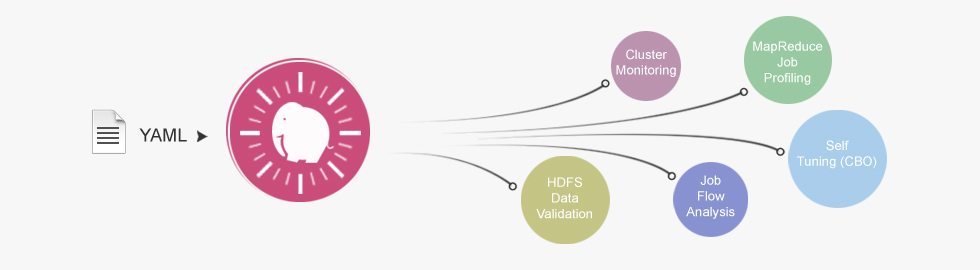 YAML
Cluster
Monitoring
MapReduce
Job
Profiling
Self
Tuning (CBO)
HDFS
Data
Validation
Job
Flow
Analysis